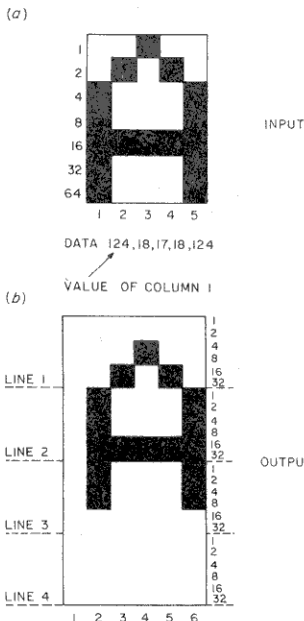 (a)
1
2
4
8
16
32
64
INPUT
1 2 3 4 5
DATA 124,18,17,18,124
VALUE OF COLUMN 1
(b)
1
2
4
8
16
LINE 1 32
1
2
4
8
16
LINE 2 32
OUTPU
1
2
4
8
16
LINE 3 32
1
2
4
8
16
LINE 4 32
1 2 3 4 5 6